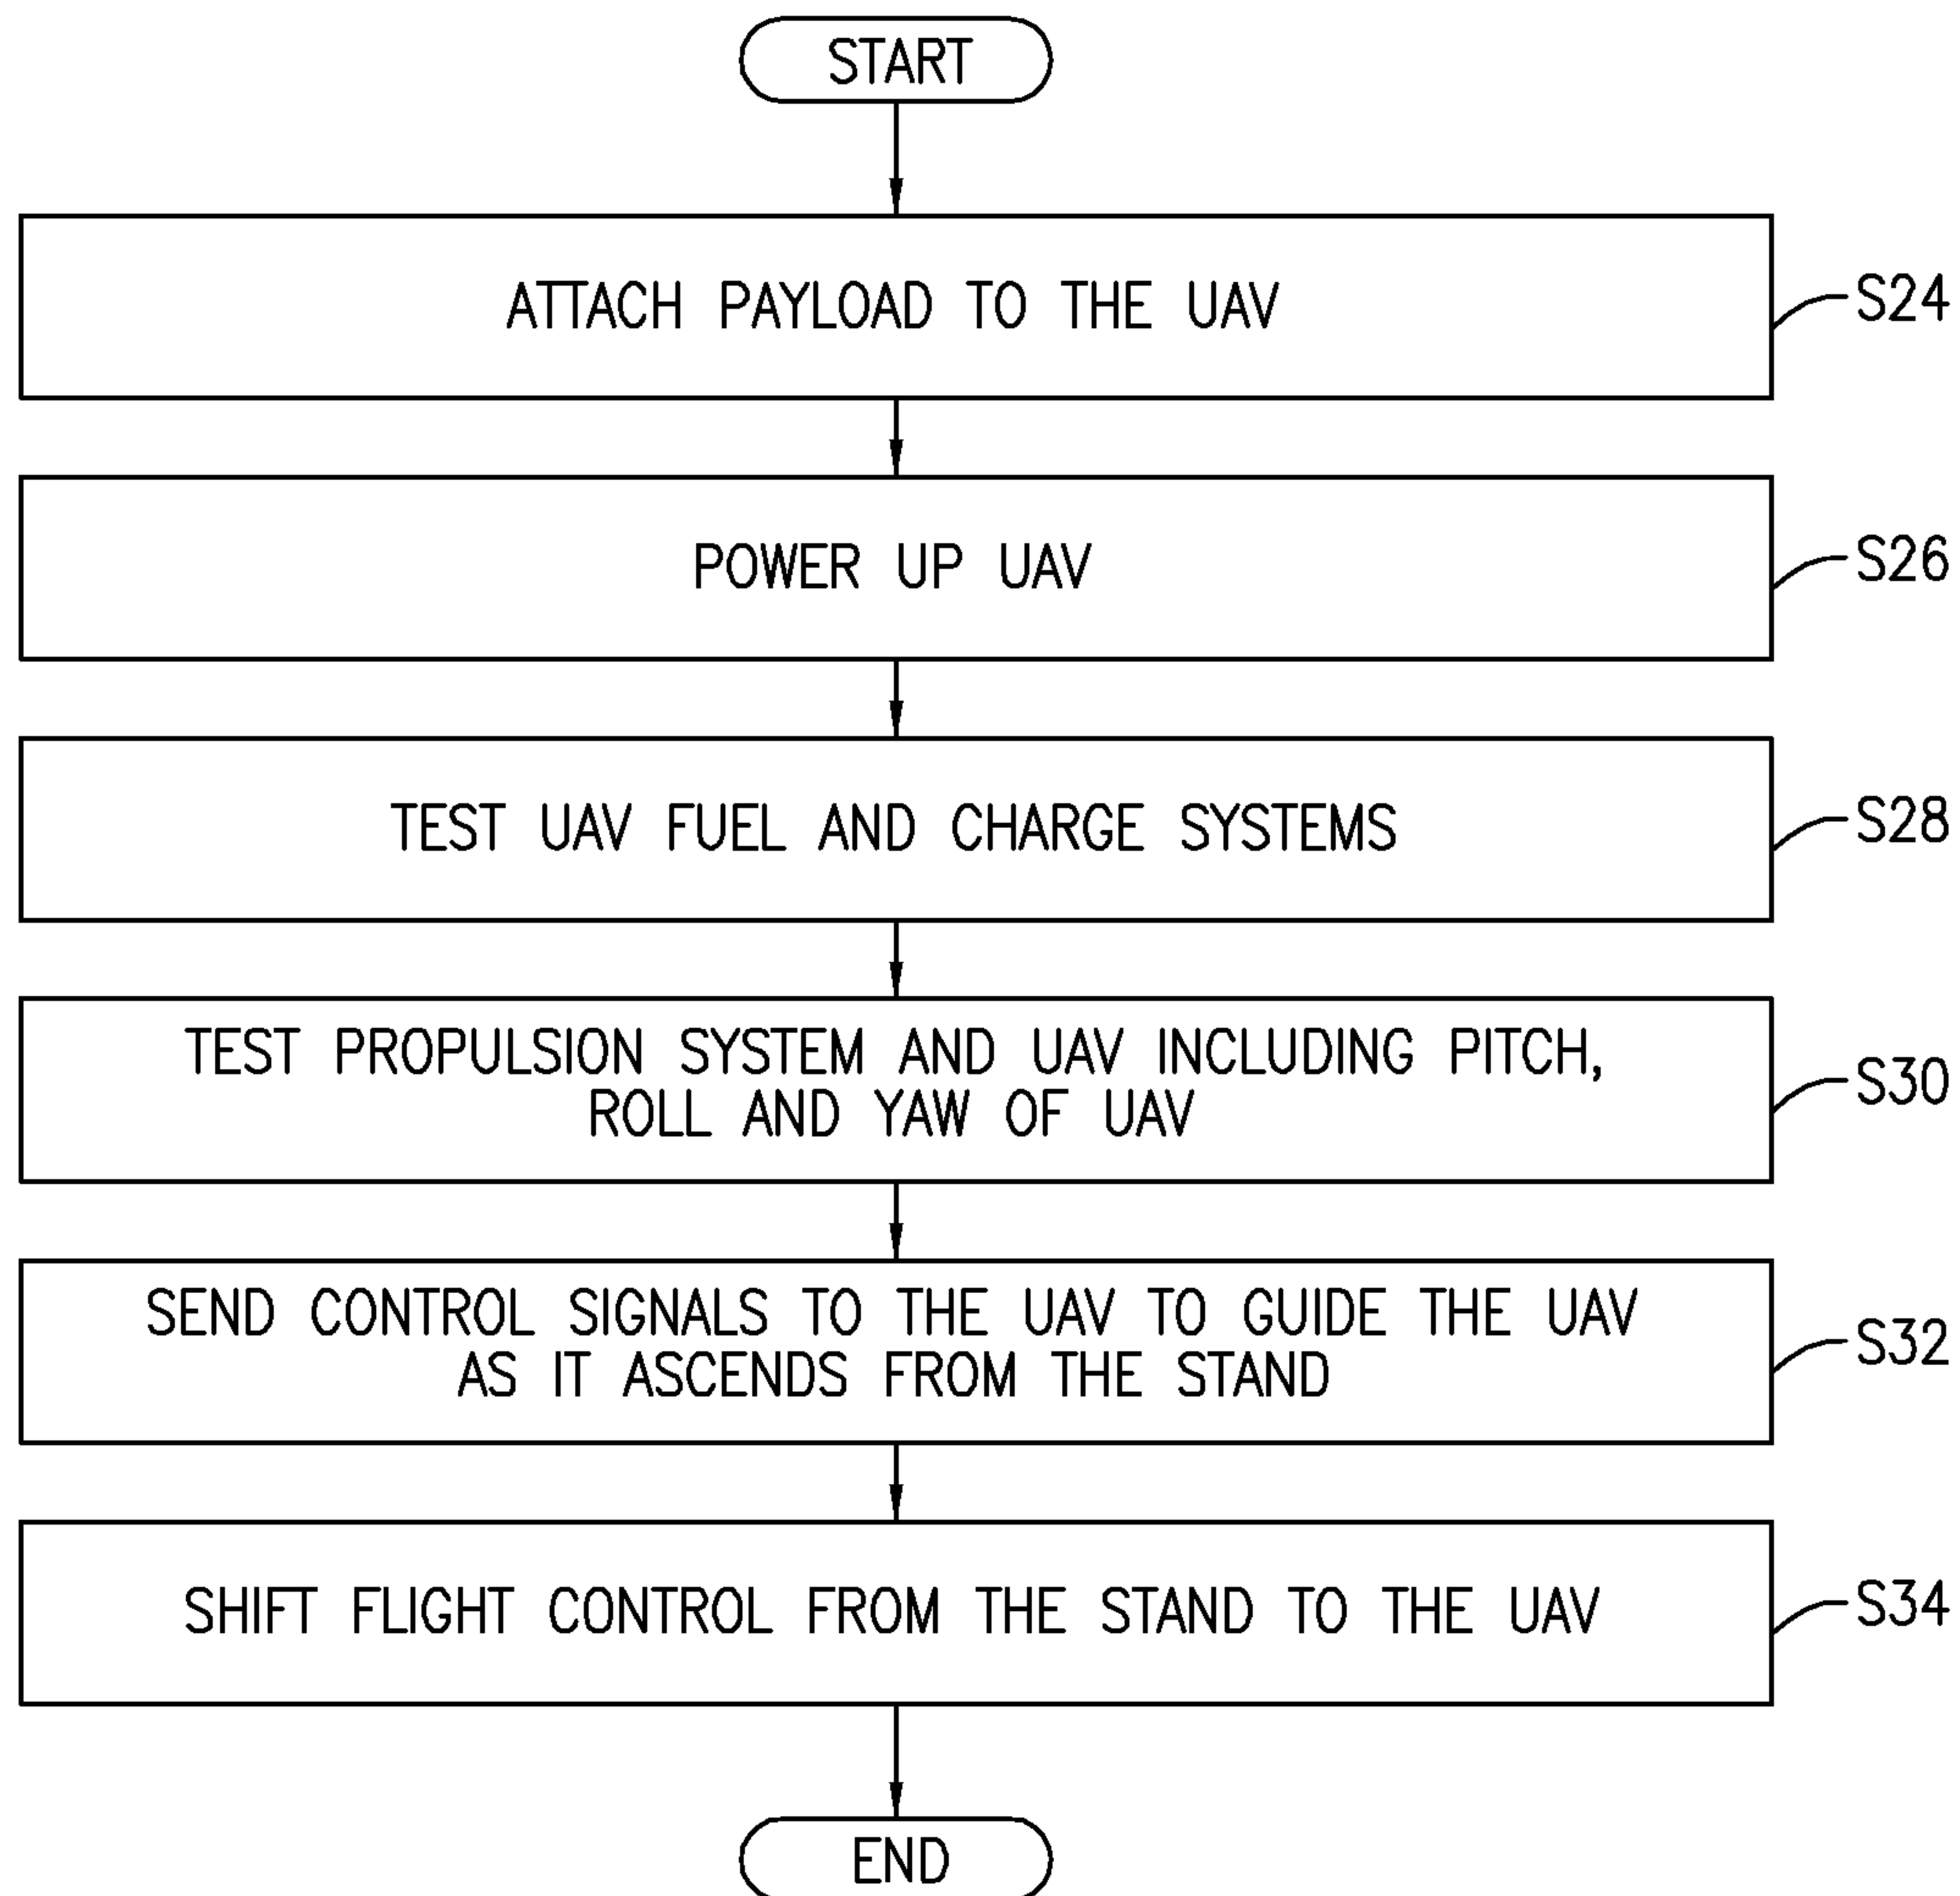 START
ATTACH PAYLOAD TO THE UAV
S24
POWER UP UAV
S26
TEST UAV FUEL AND CHARGE SYSTEMS
S28
TEST PROPULSION SYSTEM AND UAV INCLUDING PITCH,
ROLL AND YAW OF UAV
S30
SEND CONTROL SIGNALS TO THE UAV TO GUIDE THE UAV
AS IT ASCENDS FROM THE STAND
S32
SHIFT FLIGHT CONTROL FROM THE STAND TO THE UAV
S34
END